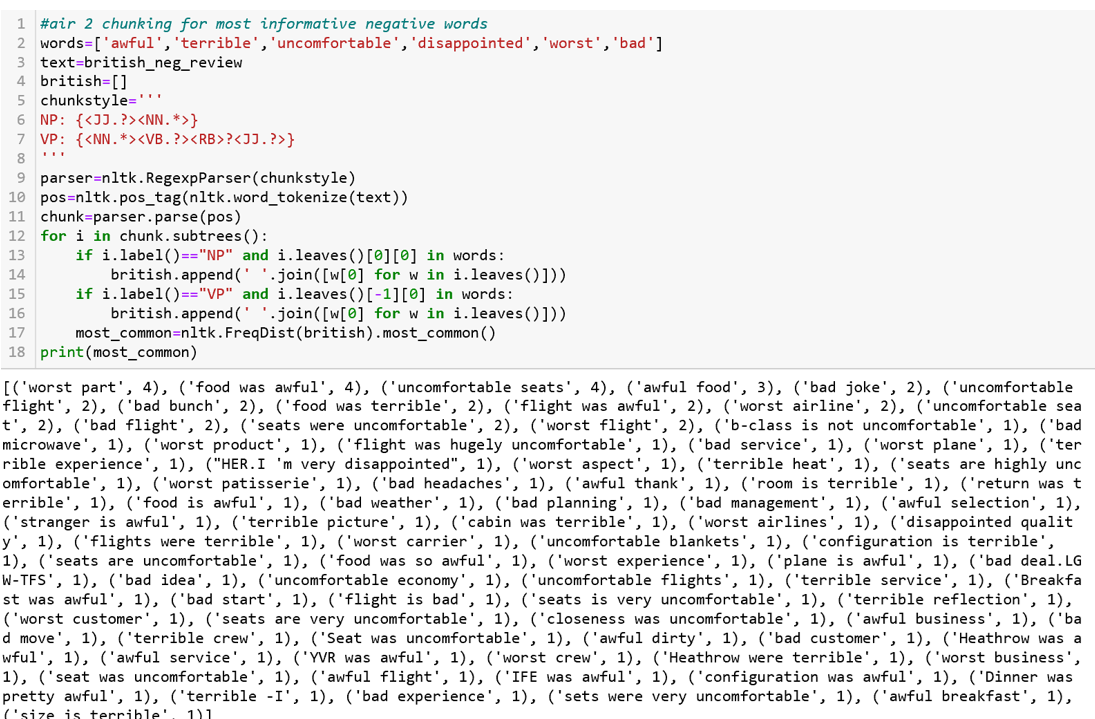 1 #air 2 chunking for most informative negative words
2 words=['awful','terrible','uncomfortable','disappointed','worst','bad']
3 text=british_neg_review
4 british=[]
5 chunkstyle='''
6 NP: {<JJ.?><NN.*>}
7 VP: {<NN.*><VB.?><RB>?<JJ.?>}
8 '''
9 parser=nltk.RegexpParser(chunkstyle)
10 pos=nltk.pos_tag(nltk.word_tokenize(text))
11 chunk=parser.parse(pos)
12 for i in chunk.subtrees():
13     if i.label()=="NP" and i.leaves()[0][0] in words:
14         british.append(' '.join([w[0] for w in i.leaves()]))
15     if i.label()=="VP" and i.leaves()[-1][0] in words:
16         british.append(' '.join([w[0] for w in i.leaves()]))
17     most_common=nltk.FreqDist(british).most_common()
18 print(most_common)
[('worst part', 4), ('food was awful', 4), ('uncomfortable seats', 4), ('awful food', 3), ('bad joke', 2), ('uncomfortable
flight', 2), ('bad bunch', 2), ('food was terrible', 2), ('flight was awful', 2), ('worst airline', 2), ('uncomfortable sea
t', 2), ('bad flight', 2), ('seats were uncomfortable', 2), ('worst flight', 2), ('b-class is not uncomfortable', 1), ('bad
microwave', 1), ('worst product', 1), ('flight was hugely uncomfortable', 1), ('bad service', 1), ('worst plane', 1), ('ter
rible experience', 1), ("HER.I 'm very disappointed", 1), ('worst aspect', 1), ('terrible heat', 1), ('seats are highly unc
omfortable', 1), ('worst patisserie', 1), ('bad headaches', 1), ('awful thank', 1), ('room is terrible', 1), ('return was t
errible', 1), ('food is awful', 1), ('bad weather', 1), ('bad planning', 1), ('bad management', 1), ('awful selection', 1),
('stranger is awful', 1), ('terrible picture', 1), ('cabin was terrible', 1), ('worst airlines', 1), ('disappointed qualit
y', 1), ('flights were terrible', 1), ('worst carrier', 1), ('uncomfortable blankets', 1), ('configuration is terrible',
1), ('seats are uncomfortable', 1), ('food was so awful', 1), ('worst experience', 1), ('plane is awful', 1), ('bad deal.LG
W-TFS', 1), ('bad idea', 1), ('uncomfortable economy', 1), ('uncomfortable flights', 1), ('terrible service', 1), ('Breakfa
st was awful', 1), ('bad start', 1), ('flight is bad', 1), ('seats is very uncomfortable', 1), ('terrible reflection', 1),
('worst customer', 1), ('seats are very uncomfortable', 1), ('closeness was uncomfortable', 1), ('awful business', 1), ('ba
d move', 1), ('terrible crew', 1), ('Seat was uncomfortable', 1), ('awful dirty', 1), ('bad customer', 1), ('Heathrow was a
wful', 1), ('awful service', 1), ('YVR was awful', 1), ('worst crew', 1), ('Heathrow were terrible', 1), ('worst business',
1), ('seat was uncomfortable', 1), ('awful flight', 1), ('IFE was awful', 1), ('configuration was awful', 1), ('Dinner was
pretty awful', 1), ('terrible -I', 1), ('bad experience', 1), ('sets were very uncomfortable', 1), ('awful breakfast', 1),
('size is terrible', 1)]